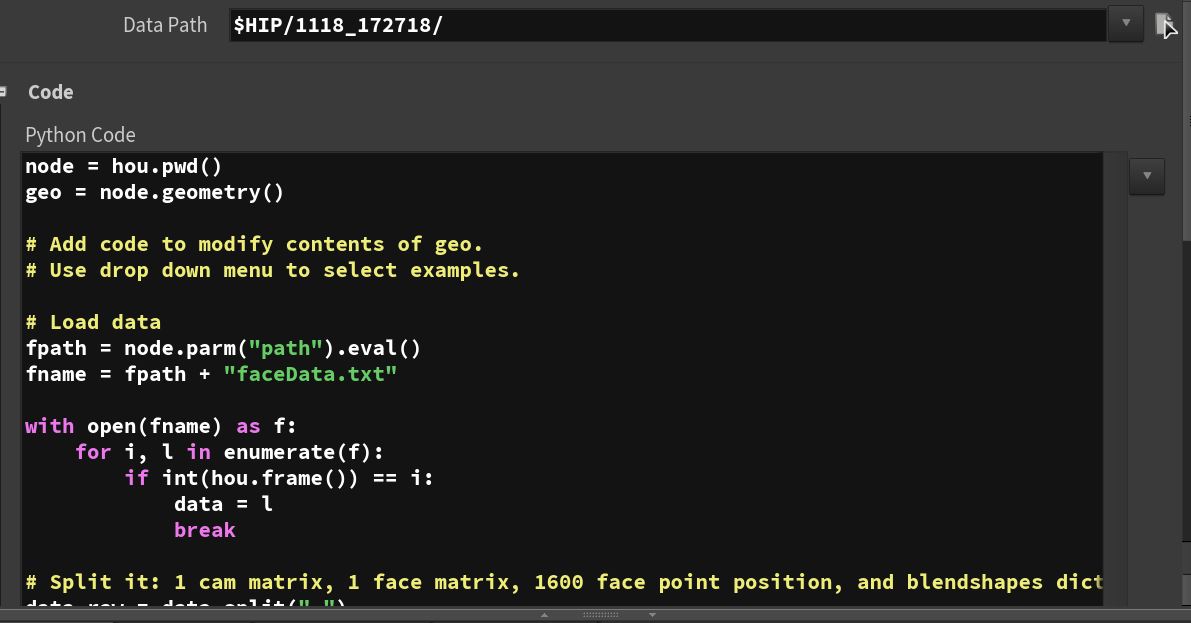 Data Path $HIP/1118_172718/
Code
Python Code
node = hou.pwd()
geo = node.geometry()
# Add code to modify contents of geo.
# Use drop down menu to select examples.
# Load data
fpath = node.parm("path").eval()
fname = fpath + "faceData.txt"
with open(fname) as f:
    for i, l in enumerate(f):
        if int(hou.frame()) == i:
            data = l
            break
# Split it: 1 cam matrix, 1 face matrix, 1600 face point position, and blendshapes dict